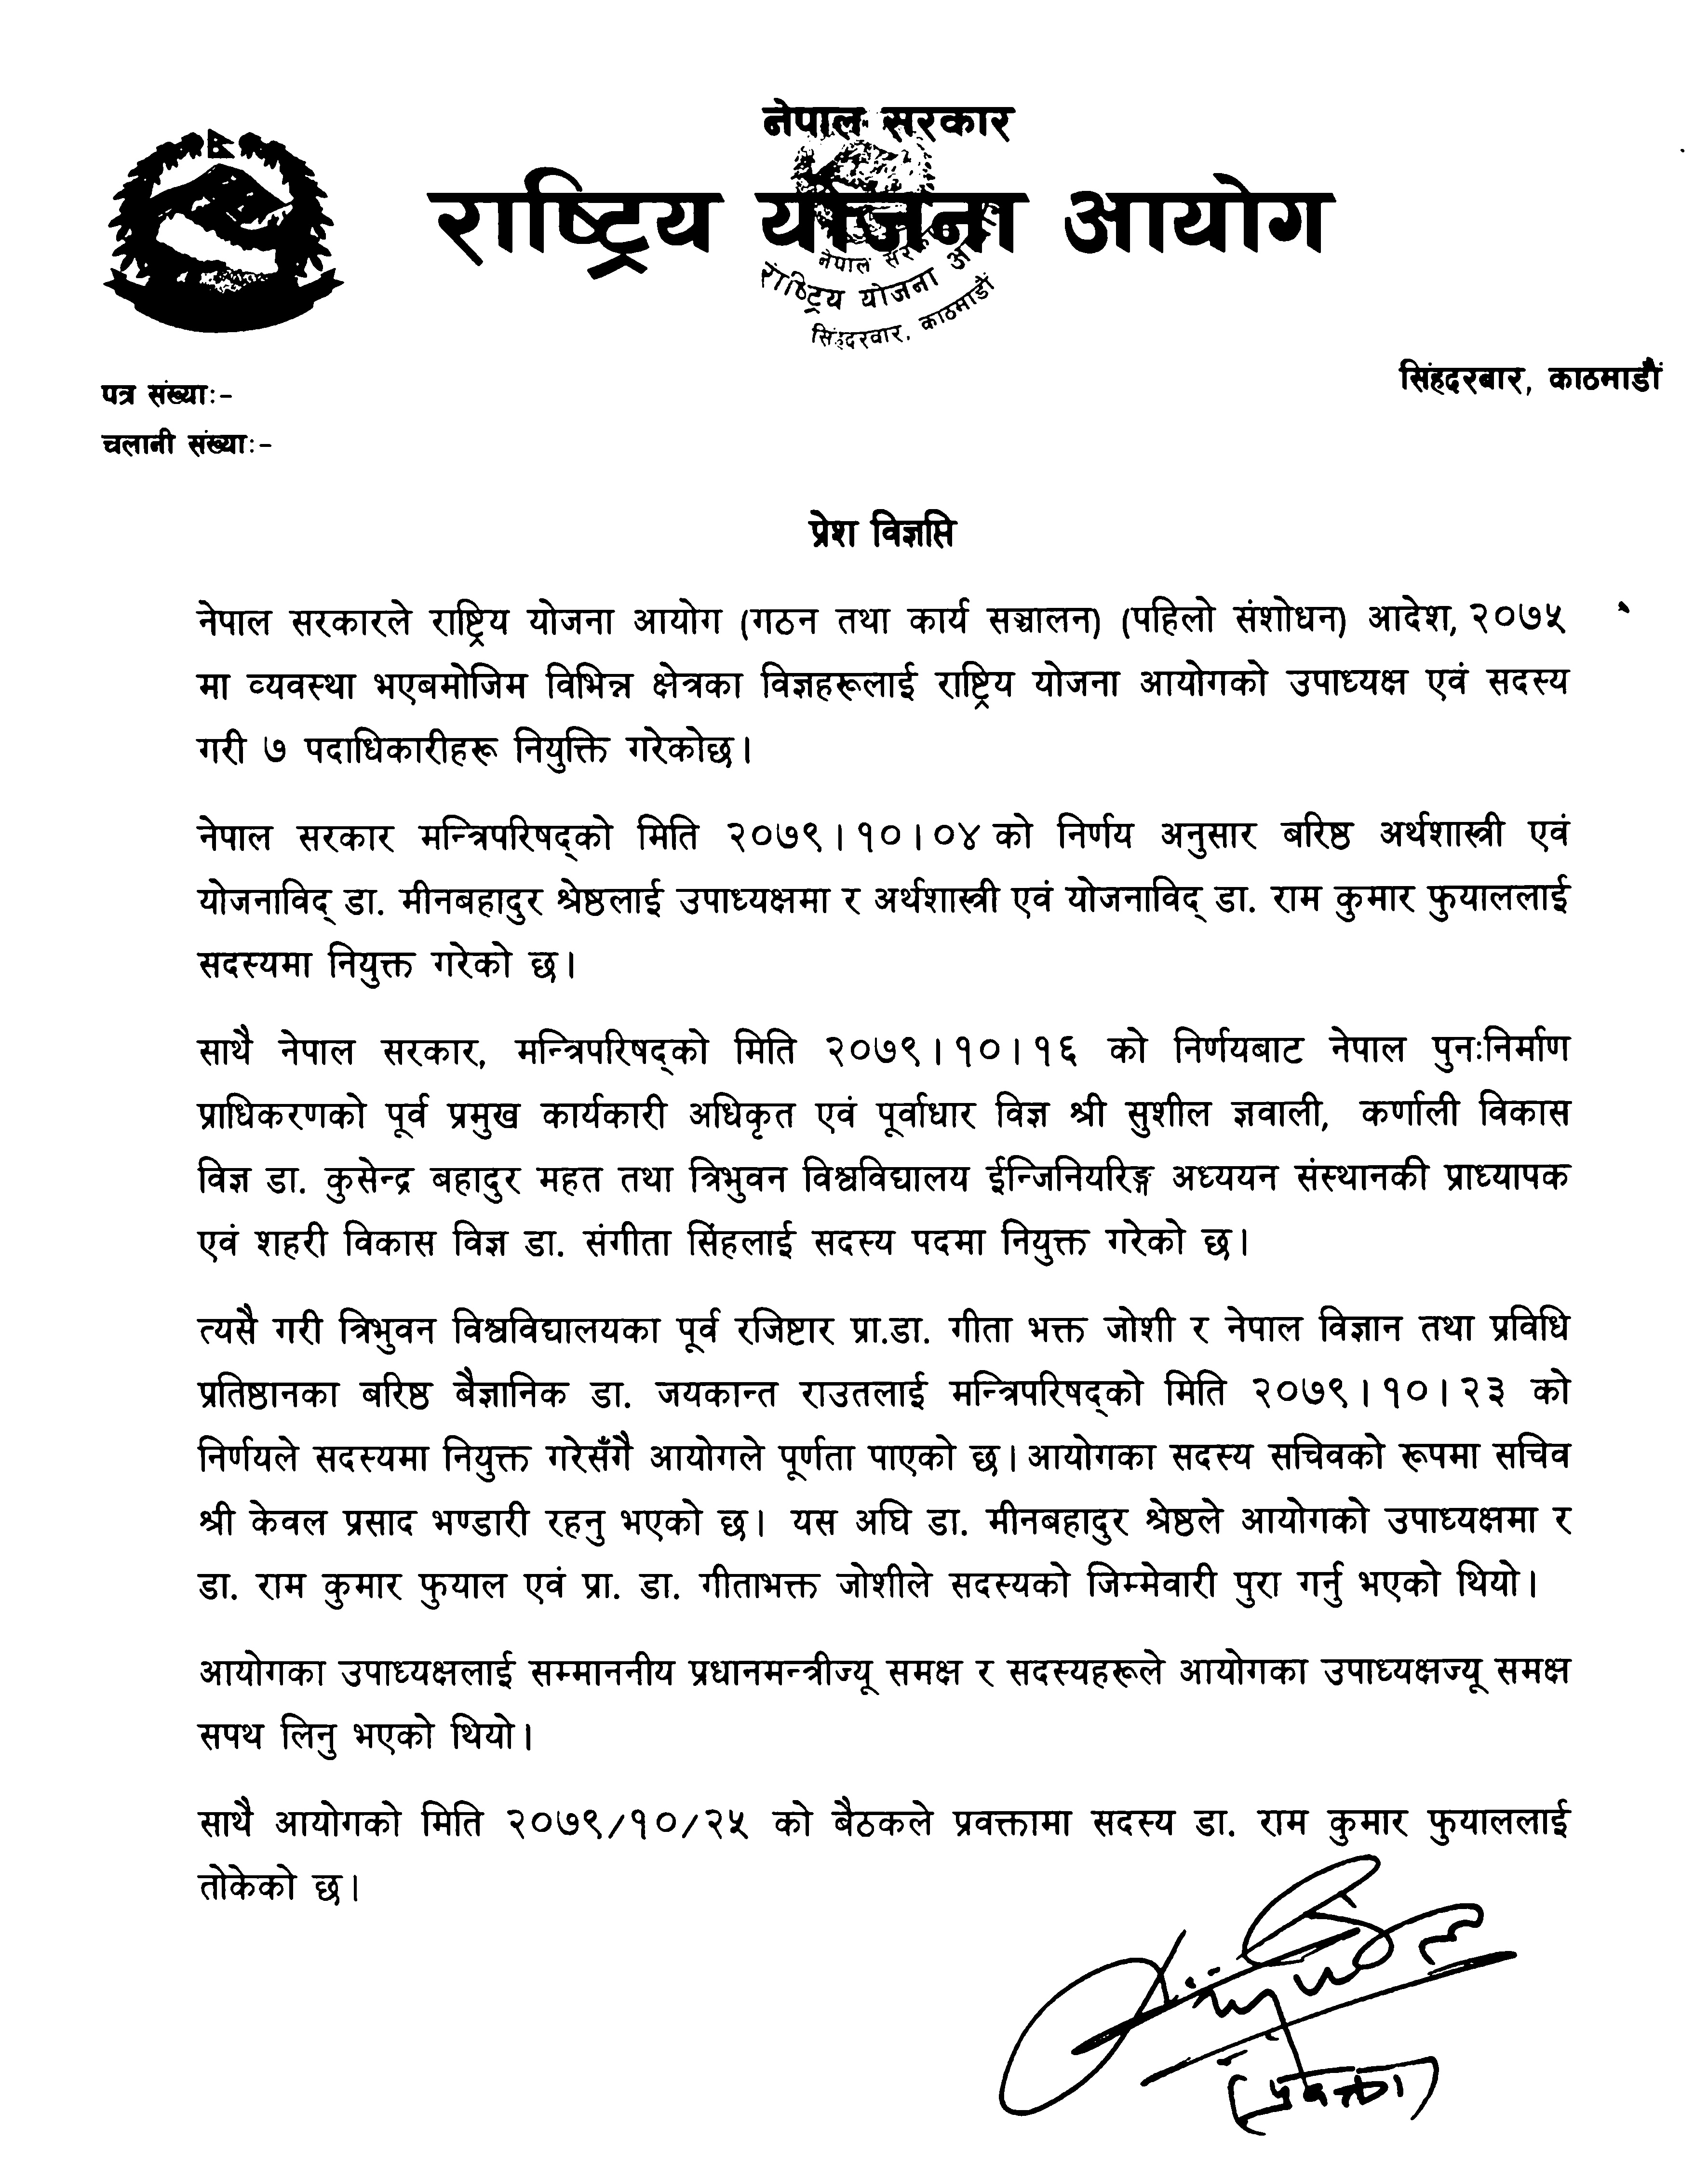 नेपाल सरकार
राष्ट्रिय योजना आयोग
नेपाल सरकार
राष्ट्रिय योजना आयोग
सिंहदरवार, काठमाडौं
सिंहदरबार, काठमाडौं
पत्र संख्याः-
चलानी संख्याः-
प्रेश विज्ञप्ति
नेपाल सरकारले राष्ट्रिय योजना आयोग (गठन तथा कार्य सञ्चालन) (पहिलो संशोधन) आदेश, २०७५
मा व्यवस्था भएबमोजिम विभिन्न क्षेत्रका विज्ञहरूलाई राष्ट्रिय योजना आयोगको उपाध्यक्ष एवं सदस्य
गरी ७ पदाधिकारीहरू नियुक्ति गरेकोछ।
नेपाल सरकार मन्त्रिपरिषद्को मिति २०७९।१०।०४ को निर्णय अनुसार बरिष्ठ अर्थशास्त्री एवं
योजनाविद् डा. मीनबहादुर श्रेष्ठलाई उपाध्यक्षमा र अर्थशास्त्री एवं योजनाविद् डा. राम कुमार फुयाललाई
सदस्यमा नियुक्त गरेको छ।
साथै नेपाल सरकार, मन्त्रिपरिषद्को मिति २०७९।१०।१६ को निर्णयबाट नेपाल पुनःनिर्माण
प्राधिकरणको पूर्व प्रमुख कार्यकारी अधिकृत एवं पूर्वाधार विज्ञ श्री सुशील ज्ञवाली, कर्णाली विकास
विज्ञ डा. कुसेन्द्र बहादुर महत तथा त्रिभुवन विश्वविद्यालय ईन्जिनियरिङ्ग अध्ययन संस्थानकी प्राध्यापक
एवं शहरी विकास विज्ञ डा. संगीता सिंहलाई सदस्य पदमा नियुक्त गरेको छ।
त्यसै गरी त्रिभुवन विश्वविद्यालयका पूर्व रजिष्टार प्रा.डा. गीता भक्त जोशी र नेपाल विज्ञान तथा प्रविधि
प्रतिष्ठानका बरिष्ठ बैज्ञानिक डा. जयकान्त राउतलाई मन्त्रिपरिषद्को मिति २०७९।१०।२३ को
निर्णयले सदस्यमा नियुक्त गरेसँगै आयोगले पूर्णता पाएको छ। आयोगका सदस्य सचिवको रूपमा सचिव
श्री केवल प्रसाद भण्डारी रहनु भएको छ। यस अघि डा. मीनबहादुर श्रेष्ठले आयोगको उपाध्यक्षमा र
डा. राम कुमार फुयाल एवं प्रा. डा. गीताभक्त जोशीले सदस्यको जिम्मेवारी पुरा गर्नु भएको थियो।
आयोगका उपाध्यक्षलाई सम्माननीय प्रधानमन्त्रीज्यू समक्ष र सदस्यहरूले आयोगका उपाध्यक्षज्यू समक्ष
सपथ लिनु भएको थियो।
साथै आयोगको मिति २०७९/१०/२५ को बैठकले प्रवक्तामा सदस्य डा. राम कुमार फुयाललाई
तोकेको छ।
(प्रवक्ता)